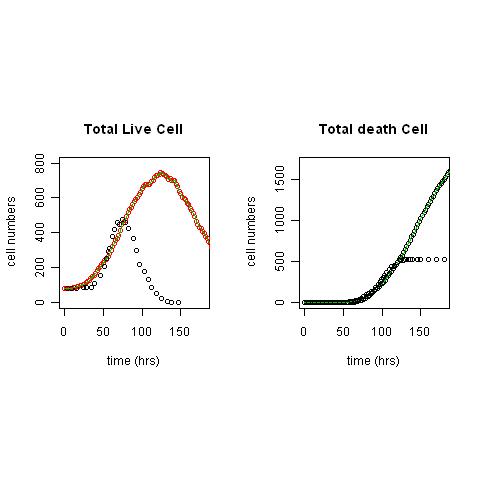 Total Live Cell
cell numbers
0 200 400 600 800
0 50 100 150
time (hrs)
Total death Cell
cell numbers
0 500 1000 1500
0 50 100 150
time (hrs)